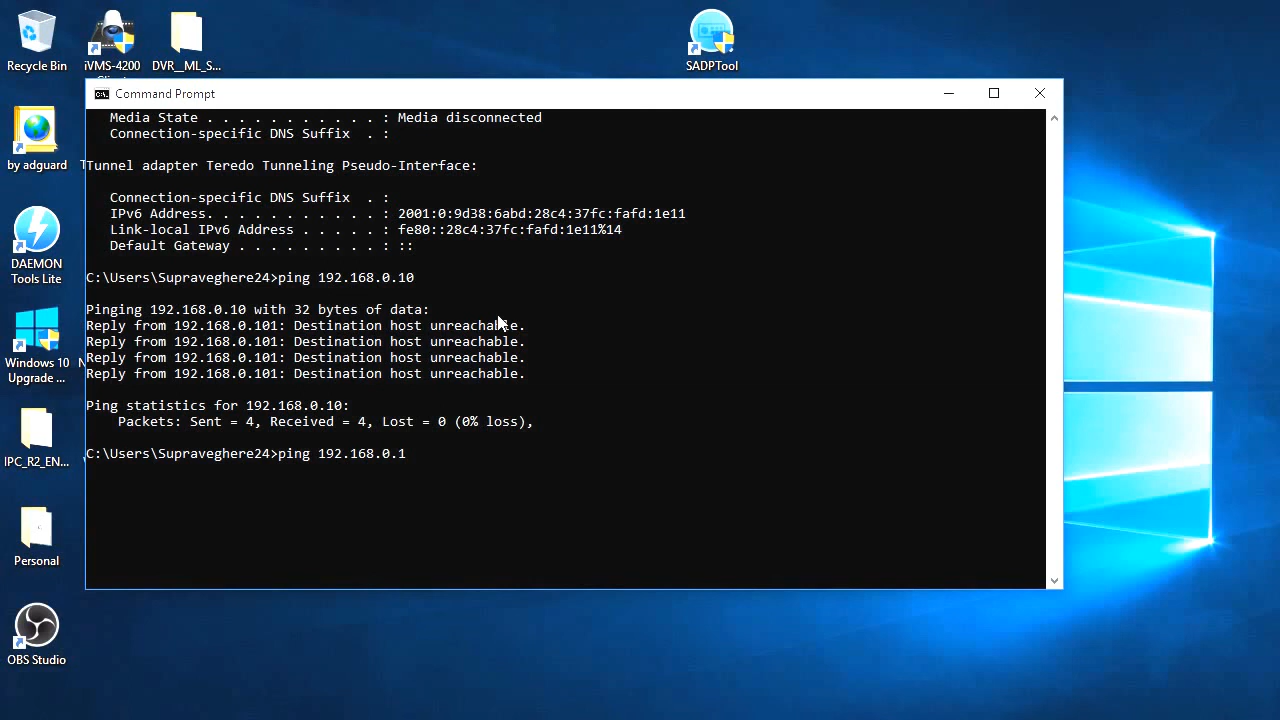 Recycle Bin
iVMS-4200
DVR__ML_S...
SADPTool
by adguard
DAEMON
Tools Lite
Windows 10
Upgrade ...
IPC_R2_EN...
Personal
OBS Studio
Command Prompt
Media State . . . . . . . . . . . : Media disconnected
Connection-specific DNS Suffix  . :
Tunnel adapter Teredo Tunneling Pseudo-Interface:
Connection-specific DNS Suffix  . :
IPv6 Address. . . . . . . . . . . : 2001:0:9d38:6abd:28c4:37fc:fafd:1e11
Link-local IPv6 Address . . . . . : fe80::28c4:37fc:fafd:1e11%14
Default Gateway . . . . . . . . . : ::
C:\Users\Supraveghere24>ping 192.168.0.10
Pinging 192.168.0.10 with 32 bytes of data:
Reply from 192.168.0.101: Destination host unreachable.
Reply from 192.168.0.101: Destination host unreachable.
Reply from 192.168.0.101: Destination host unreachable.
Reply from 192.168.0.101: Destination host unreachable.
Ping statistics for 192.168.0.10:
Packets: Sent = 4, Received = 4, Lost = 0 (0% loss),
C:\Users\Supraveghere24>ping 192.168.0.1